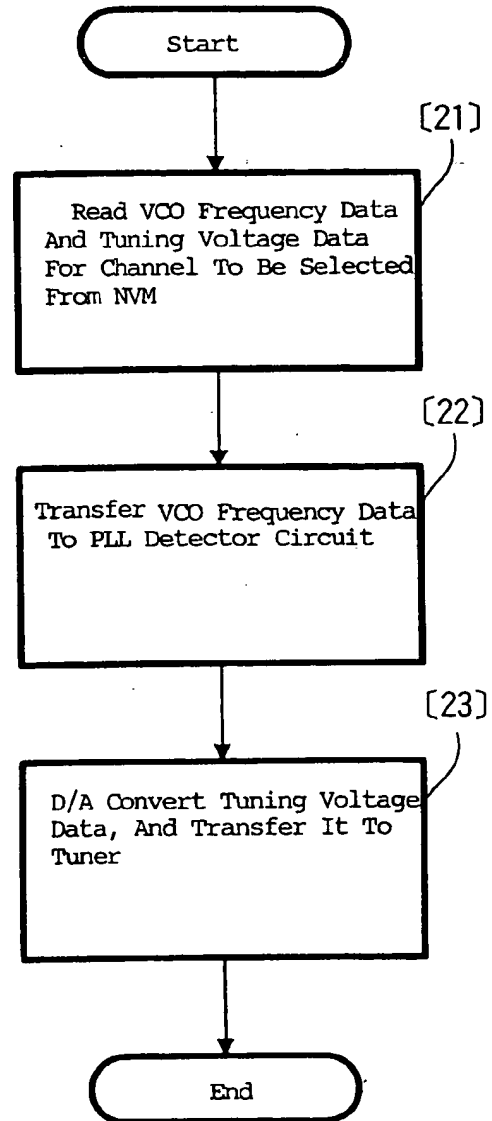 Start
[21]
Read VCO Frequency Data
And Tuning Voltage Data
For Channel To Be Selected
From NVM
[22]
Transfer VCO Frequency Data
To PLL Detector Circuit
[23]
D/A Convert Tuning Voltage
Data, And Transfer It To
Tuner
End